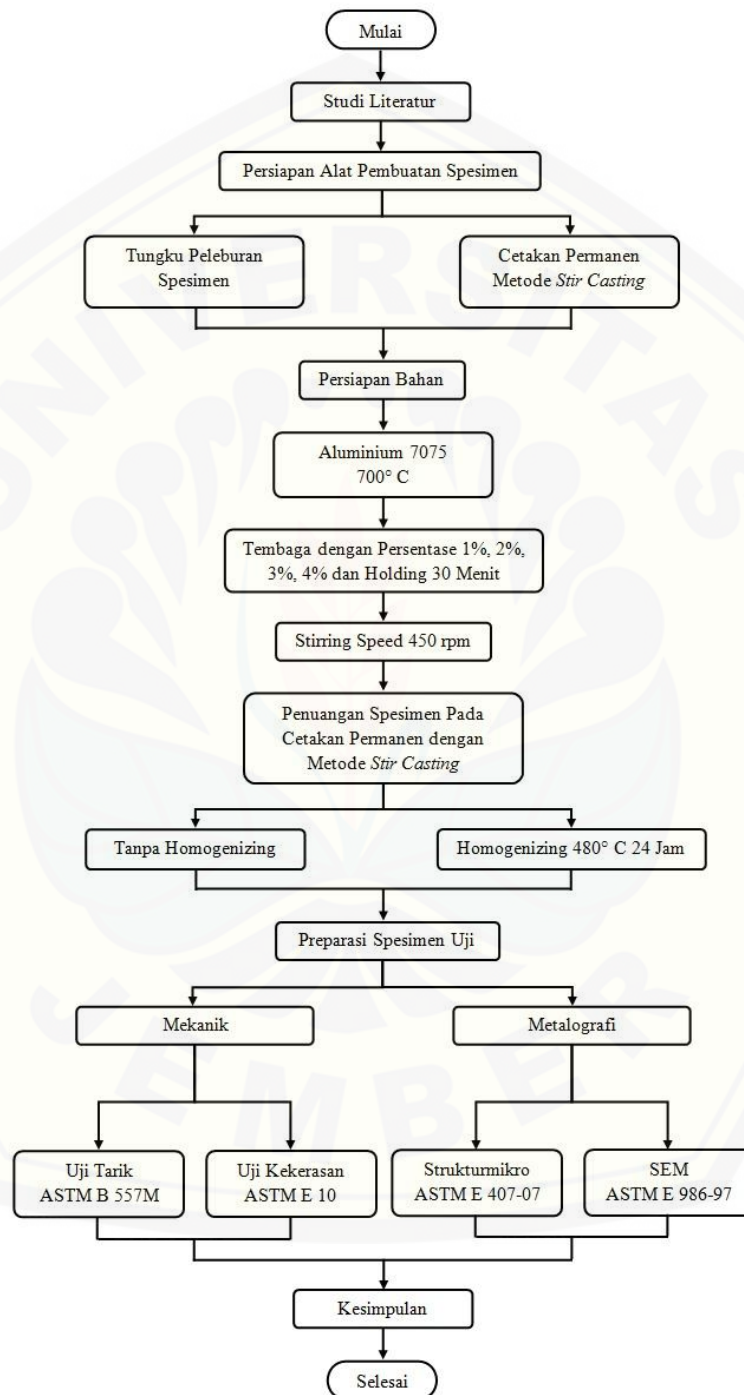 Mulai
Studi Literatur
Persiapan Alat Pembuatan Spesimen
Tungku Peleburan
Spesimen
Cetakan Permanen
Metode Stir Casting
Persiapan Bahan
Aluminium 7075
700° C
Tembaga dengan Persentase 1%, 2%,
3%, 4% dan Holding 30 Menit
Stirring Speed 450 rpm
Penuangan Spesimen Pada
Cetakan Permanen dengan
Metode Stir Casting
Tanpa Homogenizing
Homogenizing 480° C 24 Jam
Preparasi Spesimen Uji
Mekanik
Metalografi
Uji Tarik
ASTM B 557M
Uji Kekerasan
ASTM E 10
Strukturmikro
ASTM E 407-07
SEM
ASTM E 986-97
Kesimpulan
Selesai
UNIVERSITAS
JEMBER